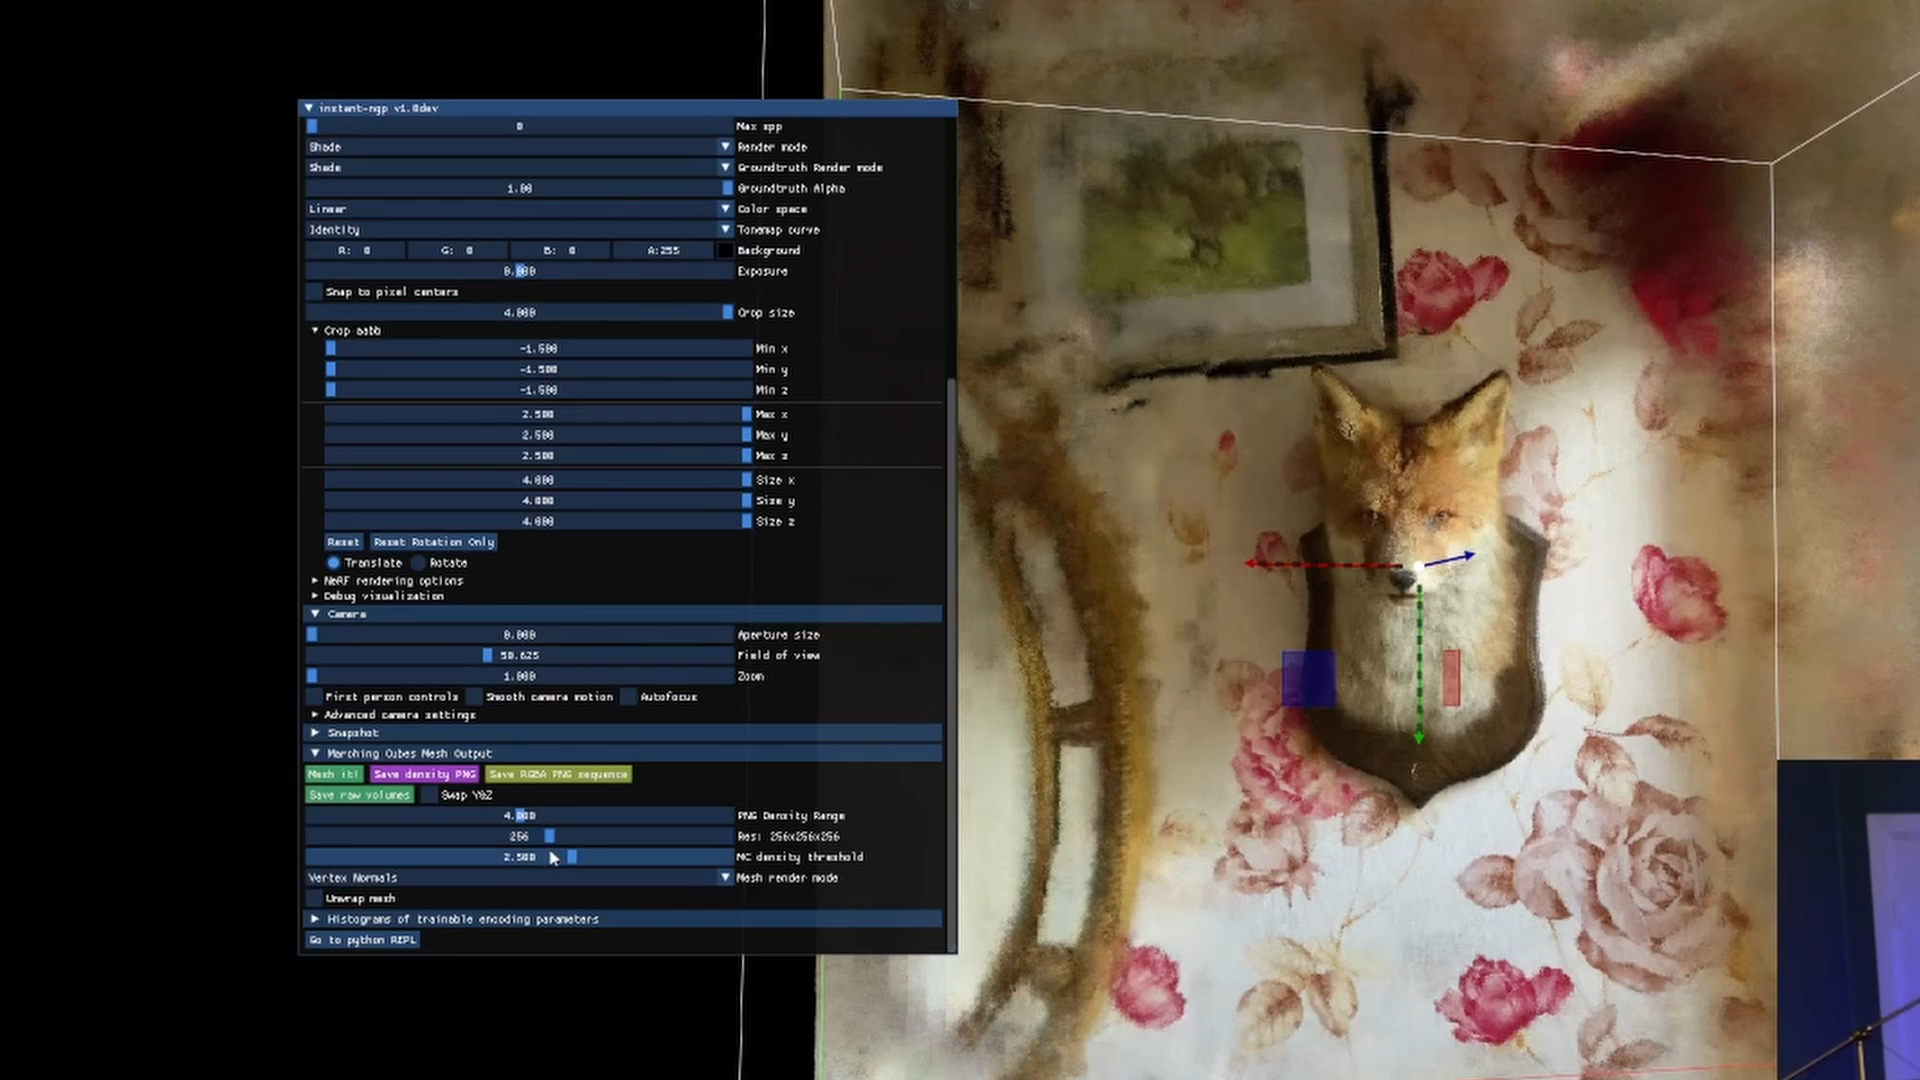 instant-ngp v1.0dev
0 Max spp
Shade Render mode
Shade Groundtruth Render mode
1.00 Groundtruth Alpha
Linear Color space
Identity Tonemap curve
R: 0 G: 0 B: 0 A:255 Background
0.000 Exposure
Snap to pixel centers
4.000 Crop size
Crop aabb
-1.500 Min x
-1.500 Min y
-1.500 Min z
2.500 Max x
2.500 Max y
2.500 Max z
4.000 Size x
4.000 Size y
4.000 Size z
Reset Reset Rotation Only
Translate Rotate
NeRF rendering options
Debug visualization
Camera
0.000 Aperture size
50.625 Field of view
1.000 Zoom
First person controls Smooth camera motion Autofocus
Advanced camera settings
Snapshot
Marching Cubes Mesh Output
Mesh it! Save density PNG Save RGBA PNG sequence
Save raw volumes Swap Y&Z
4.000 PNG Density Range
256 Res: 256x256x256
2.500 MC density threshold
Vertex Normals Mesh render mode
Unwrap mesh
Histograms of trainable encoding parameters
Go to python REPL